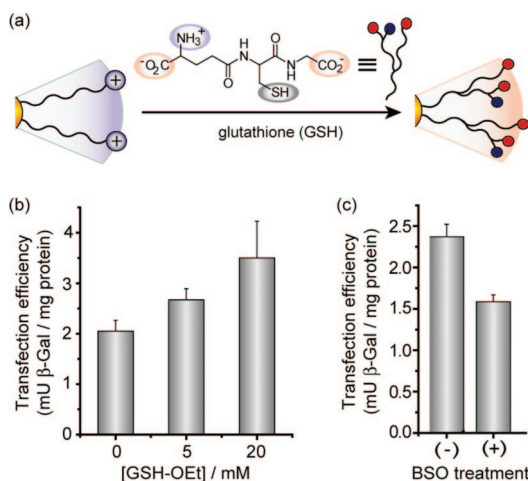 (a)
NH3+
-O2C
O
H
N
O
H
N
CO2-
SH
≡
+
+
glutathione (GSH)
(b)
Transfection efficiency
(mU β-Gal / mg protein)
4
3
2
1
0
0 5 20
[GSH-OEt] / mM
(c)
Transfection efficiency
(mU β-Gal / mg protein)
2.5
2.0
1.5
1.0
0.5
0.0
(-) (+)
BSO treatment